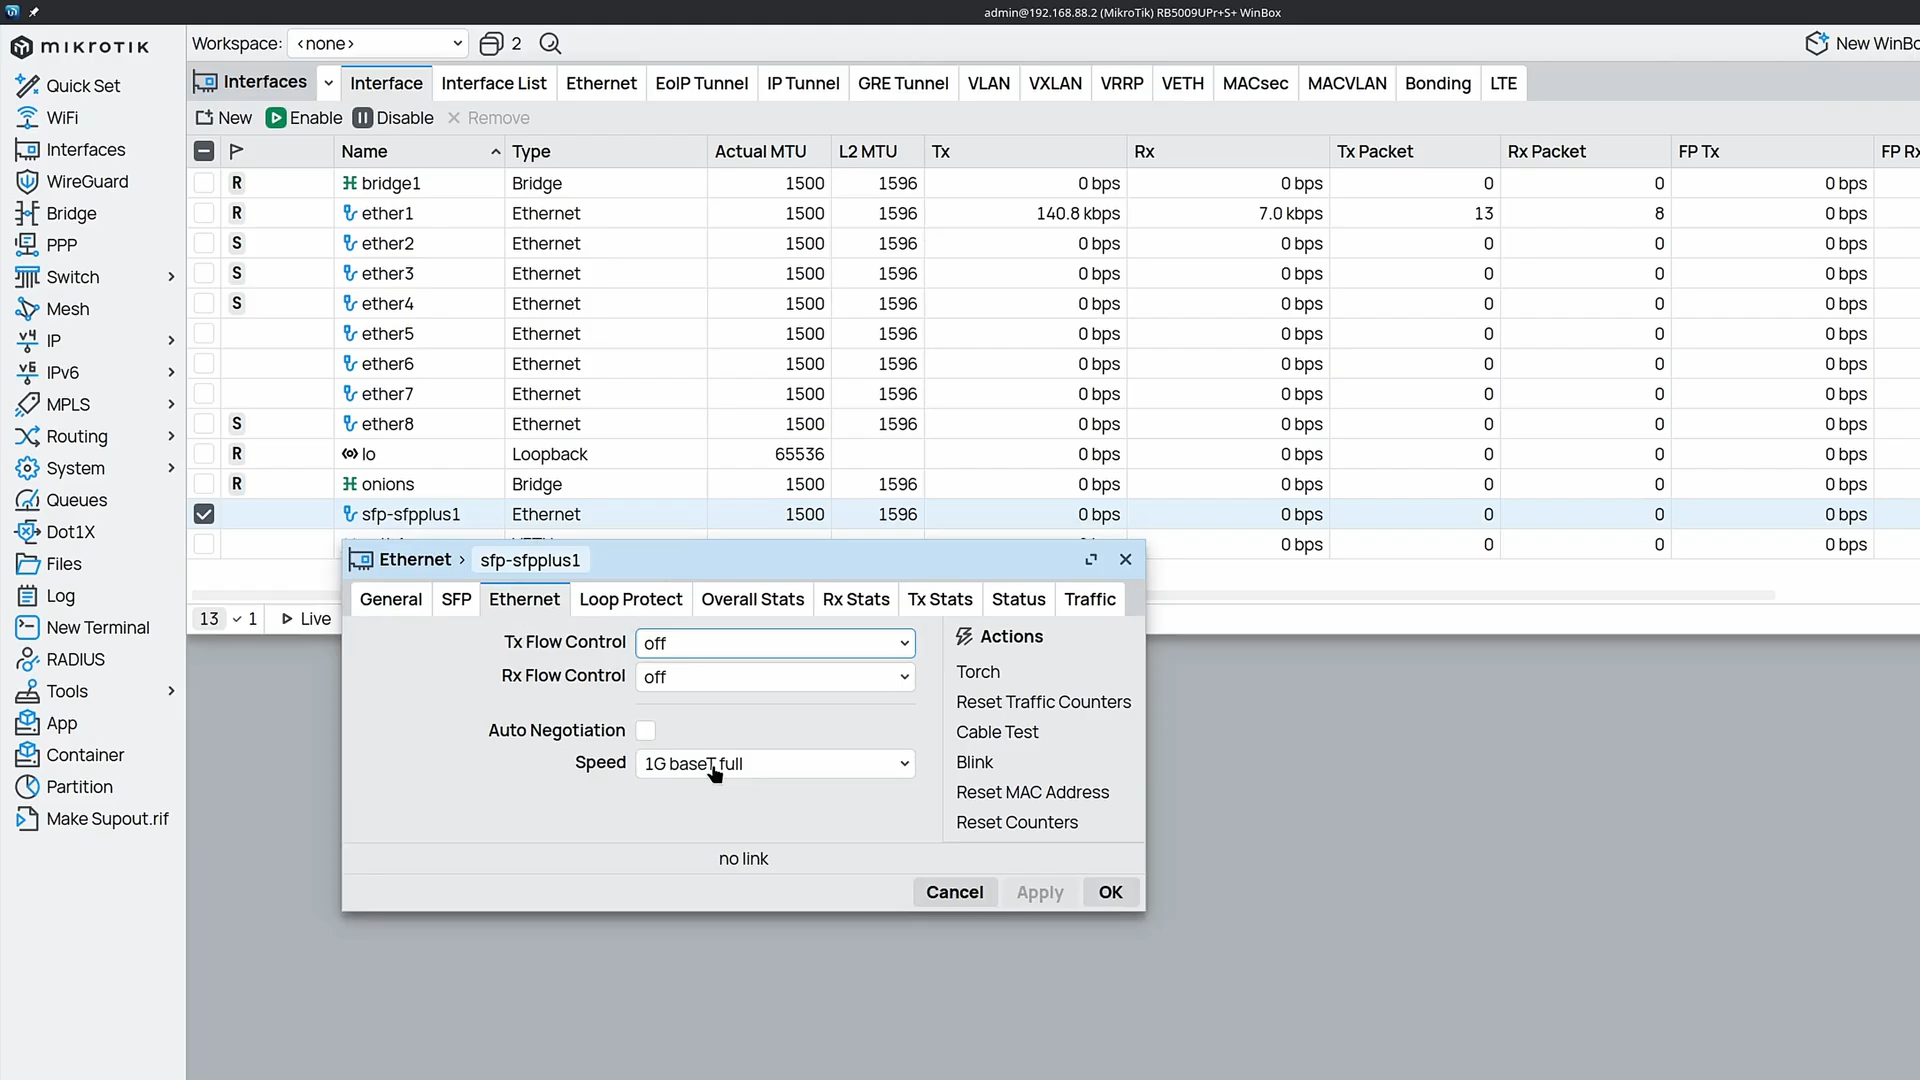 admin@192.168.88.2 (MikroTik) RB5009UPr+S+ WinBox
MIKROTIK
Workspace: <none> 2 New WinBo
Interfaces Interface Interface List Ethernet EoIP Tunnel IP Tunnel GRE Tunnel VLAN VXLAN VRRP VETH MACsec MACVLAN Bonding LTE
New Enable Disable Remove
Name Type Actual MTU L2 MTU Tx Rx Tx Packet Rx Packet FP Tx FP Rx
R bridge1 Bridge 1500 1596 0 bps 0 bps 0 0 0 bps
R ether1 Ethernet 1500 1596 140.8 kbps 7.0 kbps 13 8 0 bps
S ether2 Ethernet 1500 1596 0 bps 0 bps 0 0 0 bps
S ether3 Ethernet 1500 1596 0 bps 0 bps 0 0 0 bps
S ether4 Ethernet 1500 1596 0 bps 0 bps 0 0 0 bps
ether5 Ethernet 1500 1596 0 bps 0 bps 0 0 0 bps
ether6 Ethernet 1500 1596 0 bps 0 bps 0 0 0 bps
ether7 Ethernet 1500 1596 0 bps 0 bps 0 0 0 bps
S ether8 Ethernet 1500 1596 0 bps 0 bps 0 0 0 bps
R lo Loopback 65536 0 bps 0 bps 0 0 0 bps
R onions Bridge 1500 1596 0 bps 0 bps 0 0 0 bps
sfp-sfpplus1 Ethernet 1500 1596 0 bps 0 bps 0 0 0 bps
0 bps 0 0 0 bps
13 1 Live
Quick Set
WiFi
Interfaces
WireGuard
Bridge
PPP
Switch
Mesh
v4 IP
v6 IPv6
MPLS
Routing
System
Queues
Dot1X
Files
Log
New Terminal
RADIUS
Tools
App
Container
Partition
Make Supout.rif
Ethernet › sfp-sfpplus1
General SFP Ethernet Loop Protect Overall Stats Rx Stats Tx Stats Status Traffic
Tx Flow Control off
Rx Flow Control off
Auto Negotiation
Speed 1G baseT full
Actions
Torch
Reset Traffic Counters
Cable Test
Blink
Reset MAC Address
Reset Counters
no link
Cancel Apply OK